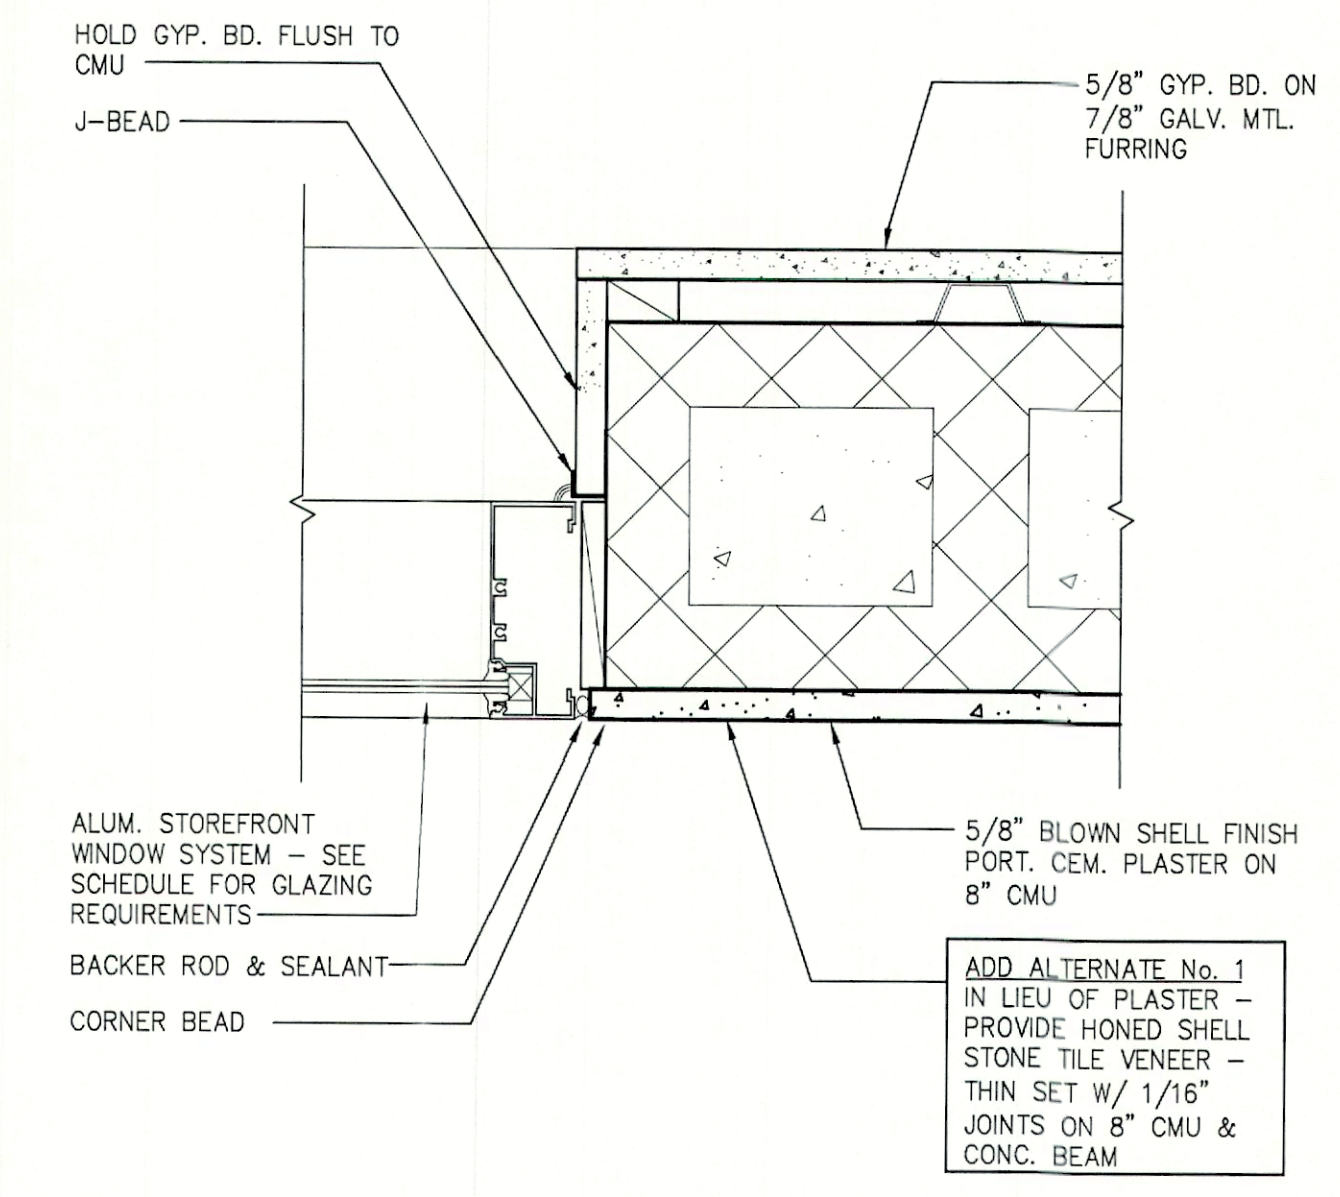 HOLD GYP. BD. FLUSH TO
CMU
J-BEAD
5/8" GYP. BD. ON
7/8" GALV. MTL.
FURRING
ALUM. STOREFRONT
WINDOW SYSTEM – SEE
SCHEDULE FOR GLAZING
REQUIREMENTS
BACKER ROD & SEALANT
CORNER BEAD
5/8" BLOWN SHELL FINISH
PORT. CEM. PLASTER ON
8" CMU
ADD ALTERNATE No. 1
IN LIEU OF PLASTER –
PROVIDE HONED SHELL
STONE TILE VENEER –
THIN SET W/ 1/16"
JOINTS ON 8" CMU &
CONC. BEAM